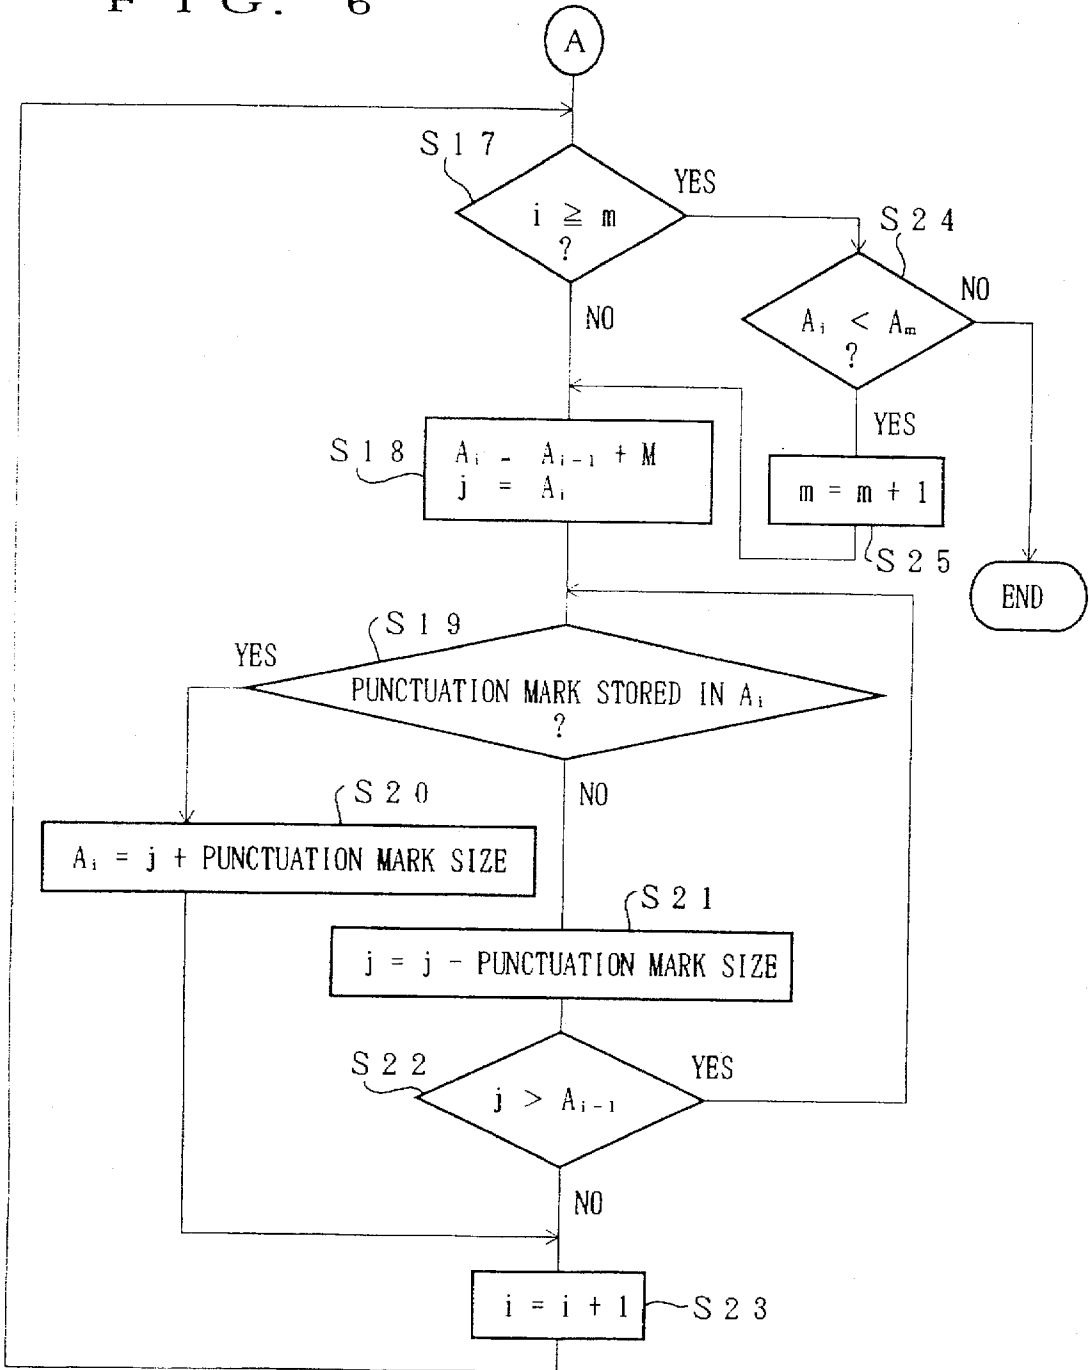 FIG. 6
A
S17
i ≧ m
?
YES
NO
S24
Aᵢ < Aₘ
?
NO
YES
S18
Aᵢ = Aᵢ₋₁ + M
j = Aᵢ
m = m + 1
S25
END
S19
YES
PUNCTUATION MARK STORED IN Aᵢ
?
NO
S20
Aᵢ = j + PUNCTUATION MARK SIZE
S21
j = j - PUNCTUATION MARK SIZE
S22
j > Aᵢ₋₁
YES
NO
i = i + 1
S23